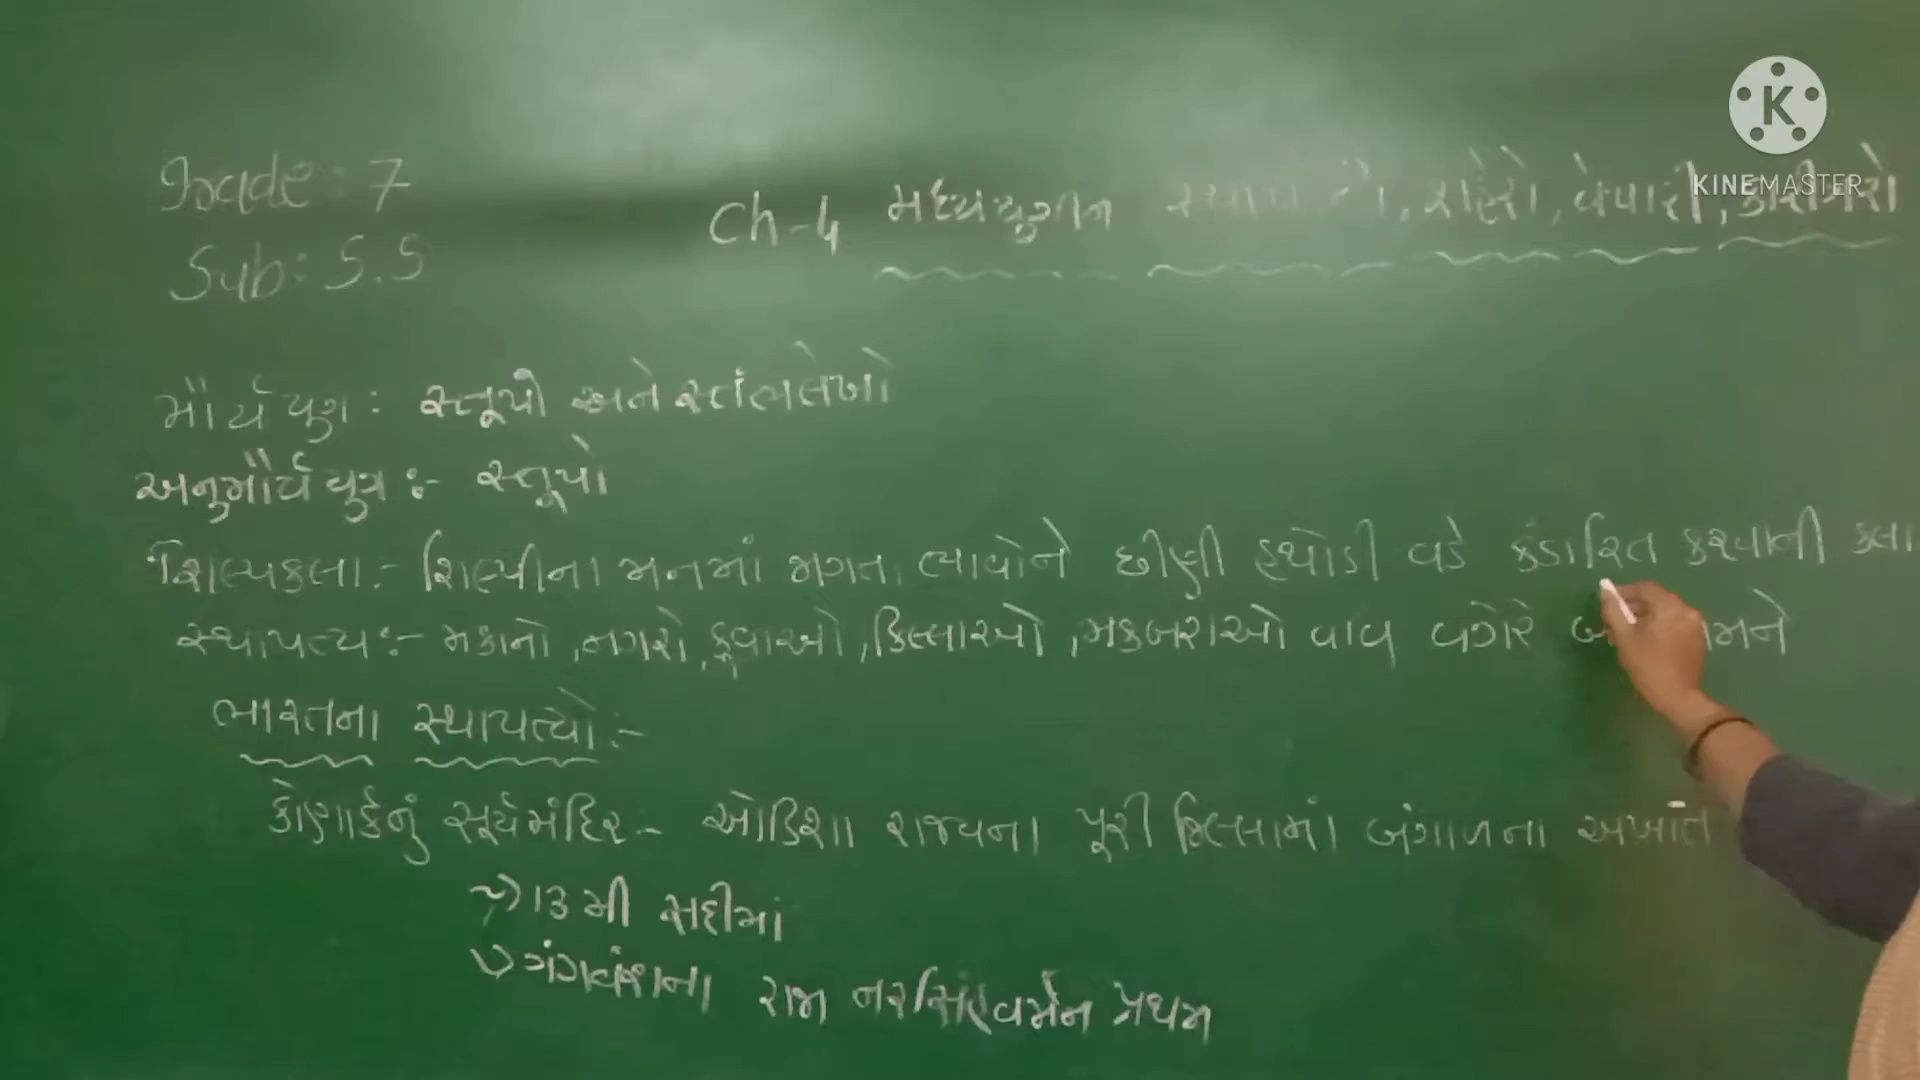 Grade: 7
Sub: S.S
Ch-4 મધ્યયુગીન શહેરો, વેપારી, કારીગરો
KINEMASTER
મૌર્ય યુગ: સ્તૂપો અને સ્તંભલેખો
અનુમૌર્ય યુગ :- સ્તૂપો
શિલ્પકલા:- શિલ્પીના મનમાં જાગતા ભાવોને છીણી હથોડી વડે કંડારિત કરવાની કલા
સ્થાપત્ય:- મકાનો, નગરો, કૂવાઓ, કિલ્લાઓ, મકબરાઓ વાવ વગેરે
ભારતના સ્થાપત્યો:-
કોણાર્કનું સૂર્યમંદિર:- ઓડિશા રાજ્યના પૂરી જિલ્લામાં બંગાળના અખાત
→ 13 મી સદીમાં
→ ગંગવંશના રાજા નરસિંહવર્મન પ્રથમ